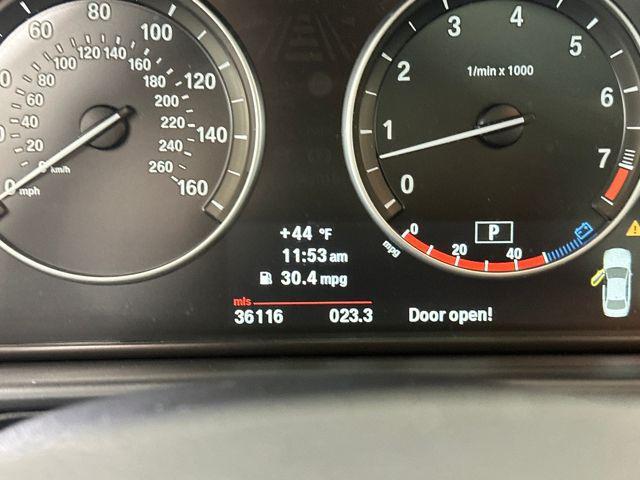 60 80 100 120 140 160
0 mph
0 km/h
20 40 60 80 100 120 140 160 180 200 220 240 260
0 1 2 3 4 5 6 7
1/min x 1000
+44 °F
11:53 am
30.4 mpg
mls
36116 023.3
P
mpg 0 20 40
Door open!